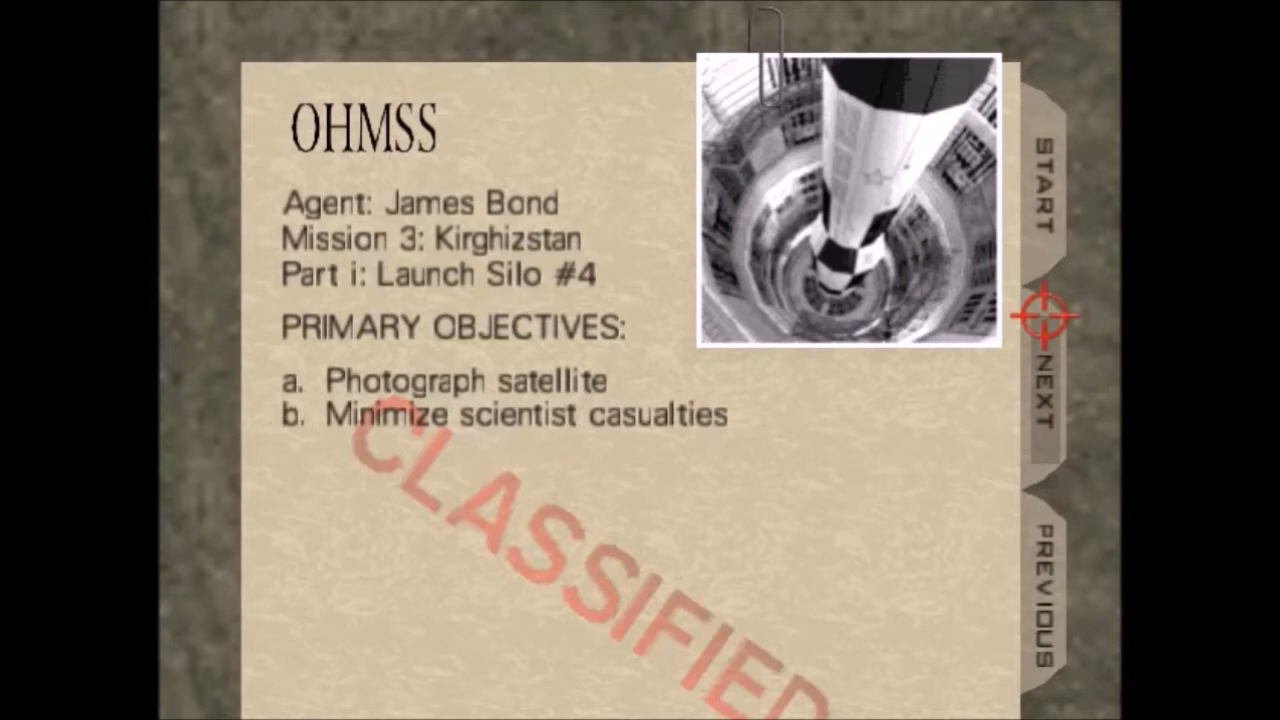 OHMSS
Agent: James Bond
Mission 3: Kirghizstan
Part i: Launch Silo #4
PRIMARY OBJECTIVES:
a. Photograph satellite
b. Minimize scientist casualties
CLASSIFIED
START
NEXT
PREVIOUS